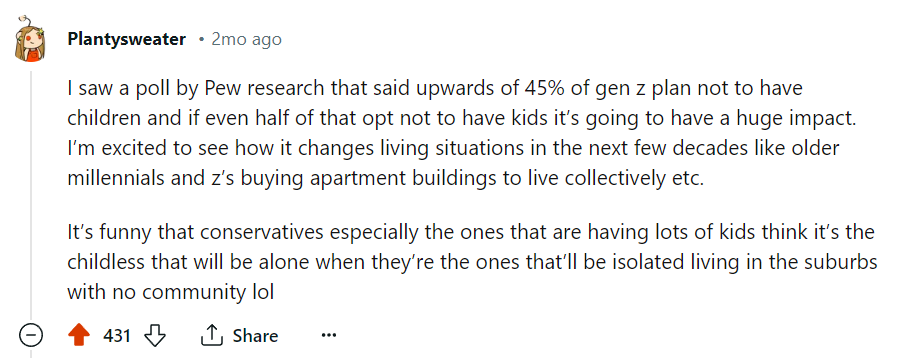 Plantysweater • 2mo ago
I saw a poll by Pew research that said upwards of 45% of gen z plan not to have
children and if even half of that opt not to have kids it’s going to have a huge impact.
I’m excited to see how it changes living situations in the next few decades like older
millennials and z’s buying apartment buildings to live collectively etc.
It’s funny that conservatives especially the ones that are having lots of kids think it’s the
childless that will be alone when they’re the ones that’ll be isolated living in the suburbs
with no community lol
431 Share